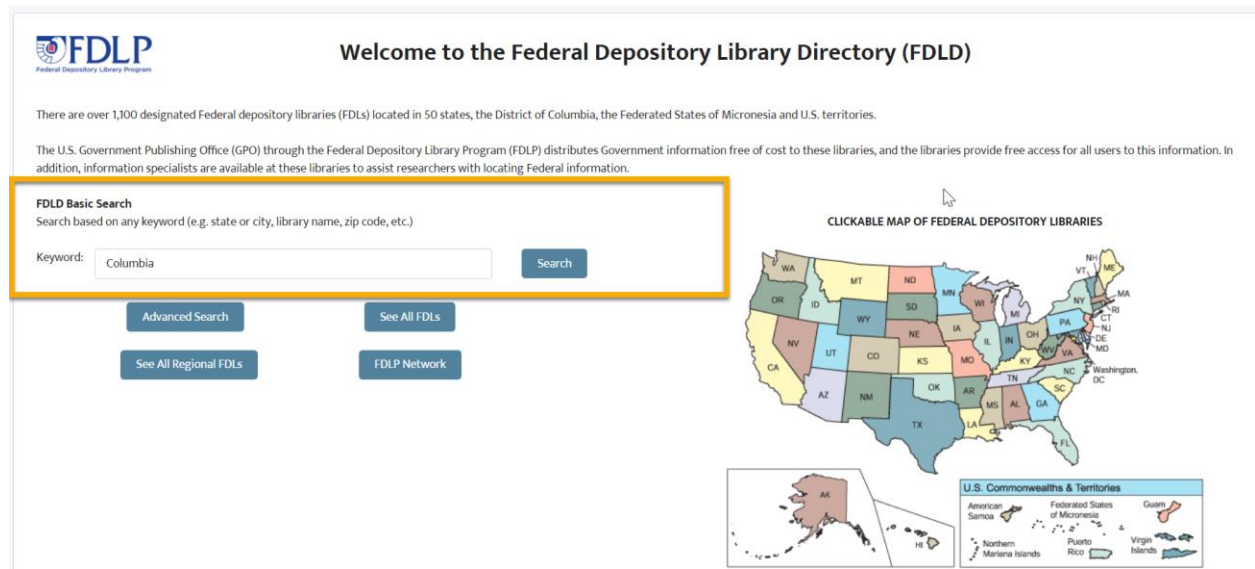 FDLP
Federal Depository Library Program
Welcome to the Federal Depository Library Directory (FDLD)
There are over 1,100 designated Federal depository libraries (FDLs) located in 50 states, the District of Columbia, the Federated States of Micronesia and U.S. territories.
The U.S. Government Publishing Office (GPO) through the Federal Depository Library Program (FDLP) distributes Government information free of cost to these libraries, and the libraries provide free access for all users to this information. In
addition, information specialists are available at these libraries to assist researchers with locating Federal information.
FDLD Basic Search
Search based on any keyword (e.g. state or city, library name, zip code, etc.)
Keyword: Columbia Search
Advanced Search See All FDLs
See All Regional FDLs FDLP Network
CLICKABLE MAP OF FEDERAL DEPOSITORY LIBRARIES
WA MT ND MN WI MI VT NH ME
OR ID WY SD IA NY MA
RI
CT
NV UT CO NE IL IN OH PA NJ
DE
MD
CA KS MO KY WV VA
Washington,
DC
AZ NM OK AR TN NC SC
TX LA MS AL GA
FL
AK
HI
U.S. Commonwealths & Territories
American
Samoa
Federated States
of Micronesia
Guam
Northern
Mariana Islands
Puerto
Rico
Virgin
Islands